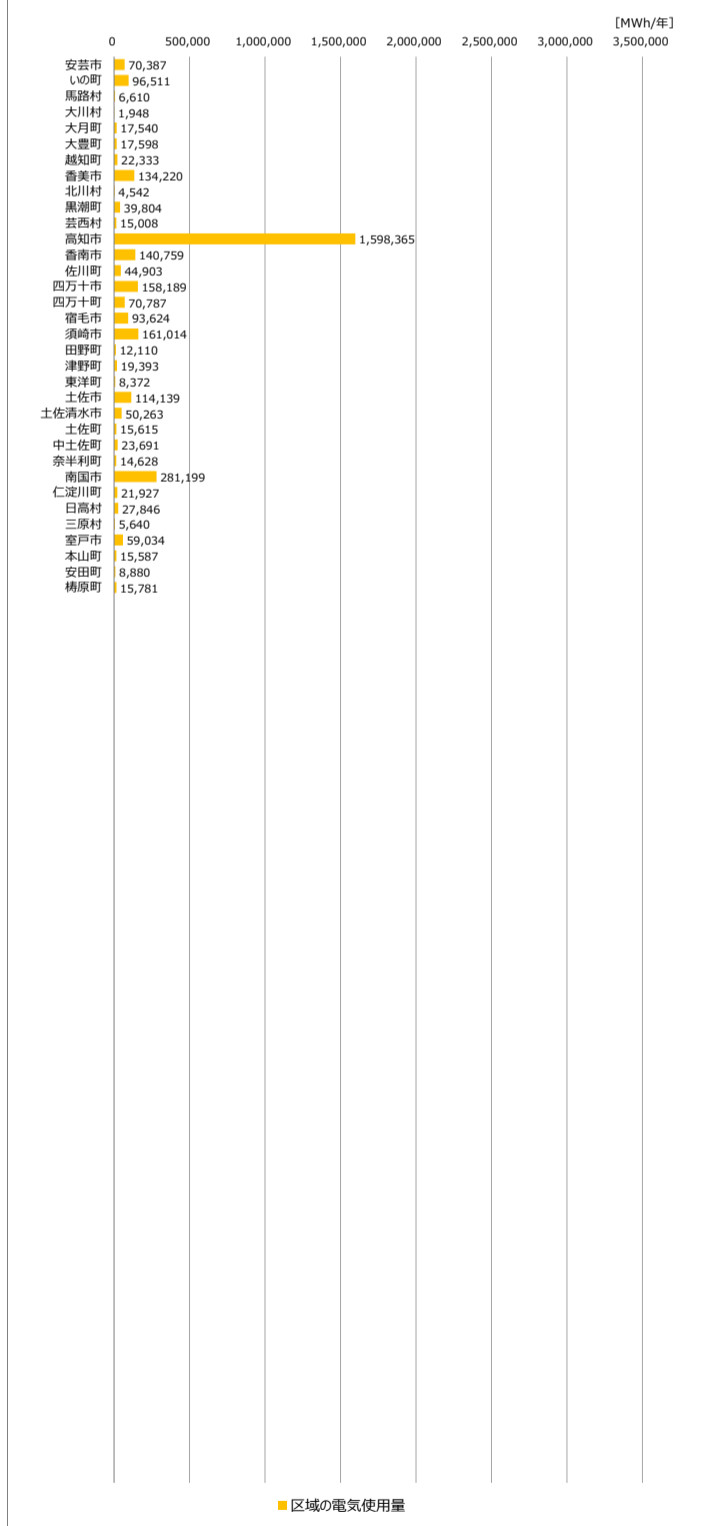 ［MWh/年］
0 500,000 1,000,000 1,500,000 2,000,000 2,500,000 3,000,000 3,500,000
安芸市 70,387
いの町 96,511
馬路村 6,610
大川村 1,948
大月町 17,540
大豊町 17,598
越知町 22,333
香美市 134,220
北川村 4,542
黒潮町 39,804
芸西村 15,008
高知市 1,598,365
香南市 140,759
佐川町 44,903
四万十市 158,189
四万十町 70,787
宿毛市 93,624
須崎市 161,014
田野町 12,110
津野町 19,393
東洋町 8,372
土佐市 114,139
土佐清水市 50,263
土佐町 15,615
中土佐町 23,691
奈半利町 14,628
南国市 281,199
仁淀川町 21,927
日高村 27,846
三原村 5,640
室戸市 59,034
本山町 15,587
安田町 8,880
梼原町 15,781
区域の電気使用量